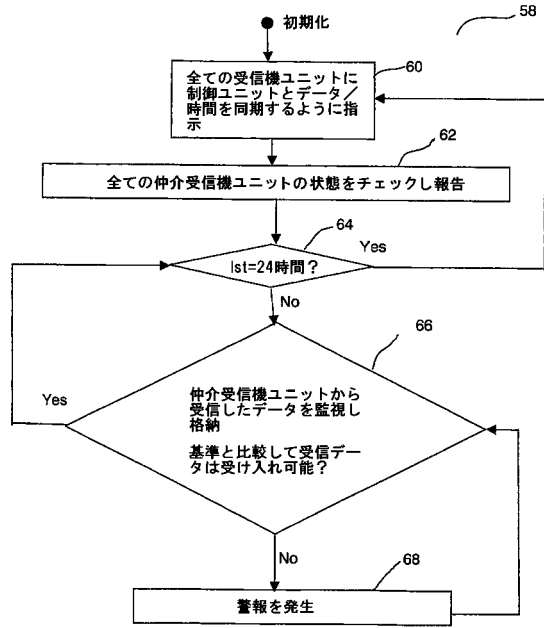 58
初期化
60
全ての受信機ユニットに
制御ユニットとデータ／
時間を同期するように指
示
62
全ての仲介受信機ユニットの状態をチェックし報告
64
Ist=24時間？
Yes
No
66
仲介受信機ユニットから
受信したデータを監視し
格納
Yes
基準と比較して受信デー
タは受け入れ可能？
No
68
警報を発生